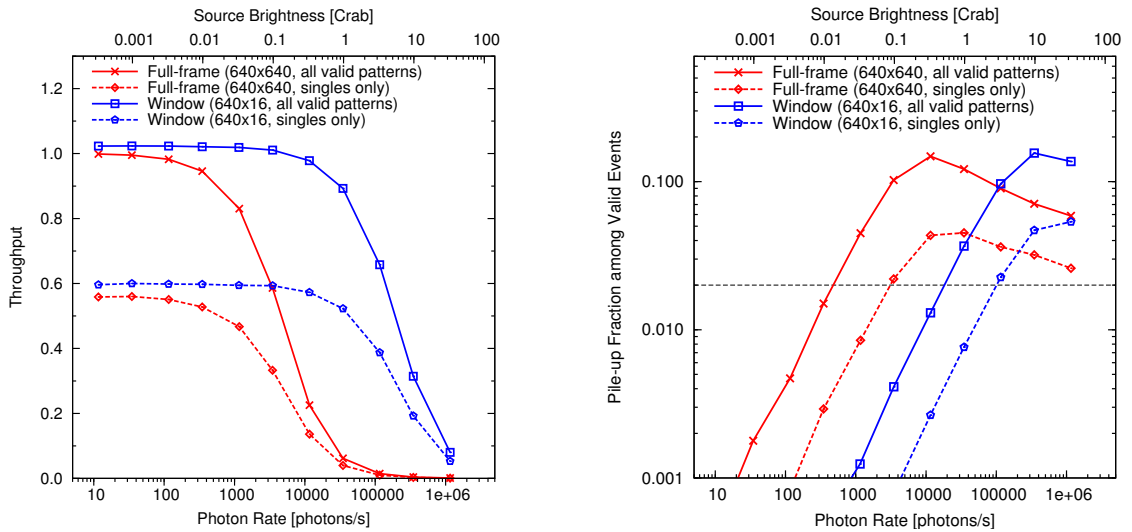 Source Brightness [Crab]
0.001 0.01 0.1 1 10 100
Full-frame (640x640, all valid patterns)
Full-frame (640x640, singles only)
Window (640x16, all valid patterns)
Window (640x16, singles only)
Throughput
1.2
1.0
0.8
0.6
0.4
0.2
0.0
10 100 1000 10000 100000 1e+06
Photon Rate [photons/s]
Source Brightness [Crab]
0.001 0.01 0.1 1 10 100
Full-frame (640x640, all valid patterns)
Full-frame (640x640, singles only)
Window (640x16, all valid patterns)
Window (640x16, singles only)
Pile-up Fraction among Valid Events
0.100
0.010
0.001
10 100 1000 10000 100000 1e+06
Photon Rate [photons/s]